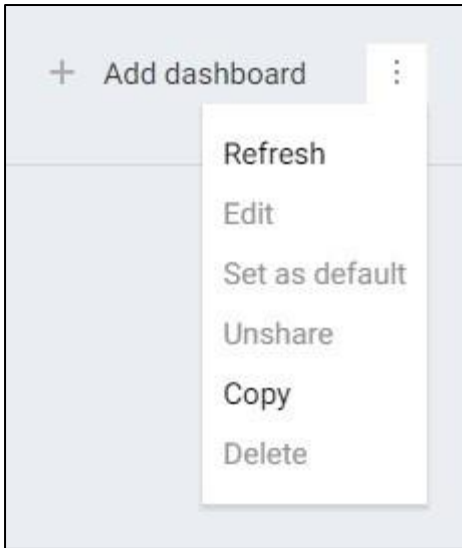 + Add dashboard
Refresh
Edit
Set as default
Unshare
Copy
Delete